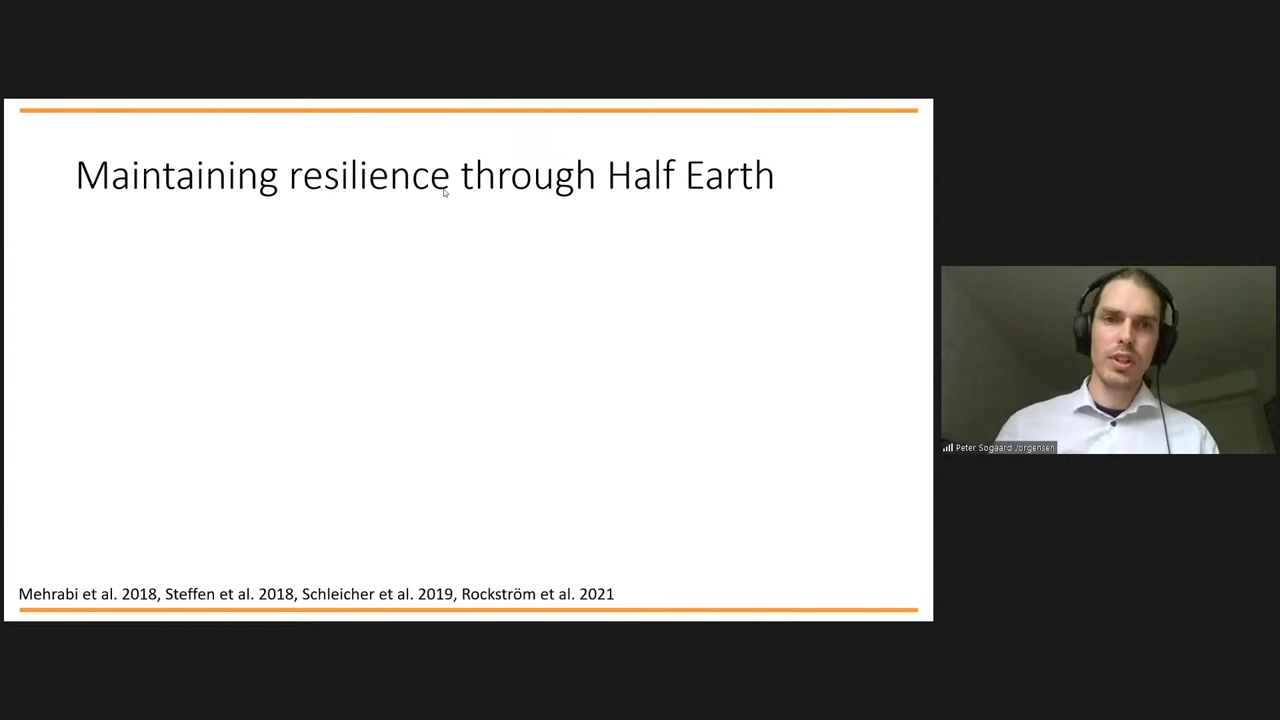 Maintaining resilience through Half Earth
Mehrabi et al. 2018, Steffen et al. 2018, Schleicher et al. 2019, Rockström et al. 2021
Peter Sogaard Jorgensen